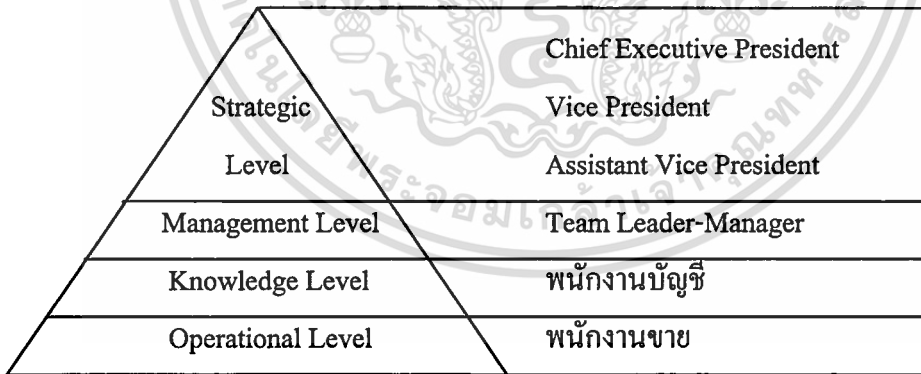 Chief Executive President
Strategic Vice President
Level Assistant Vice President
Management Level Team Leader-Manager
Knowledge Level พนักงานบัญชี
Operational Level พนักงานขาย